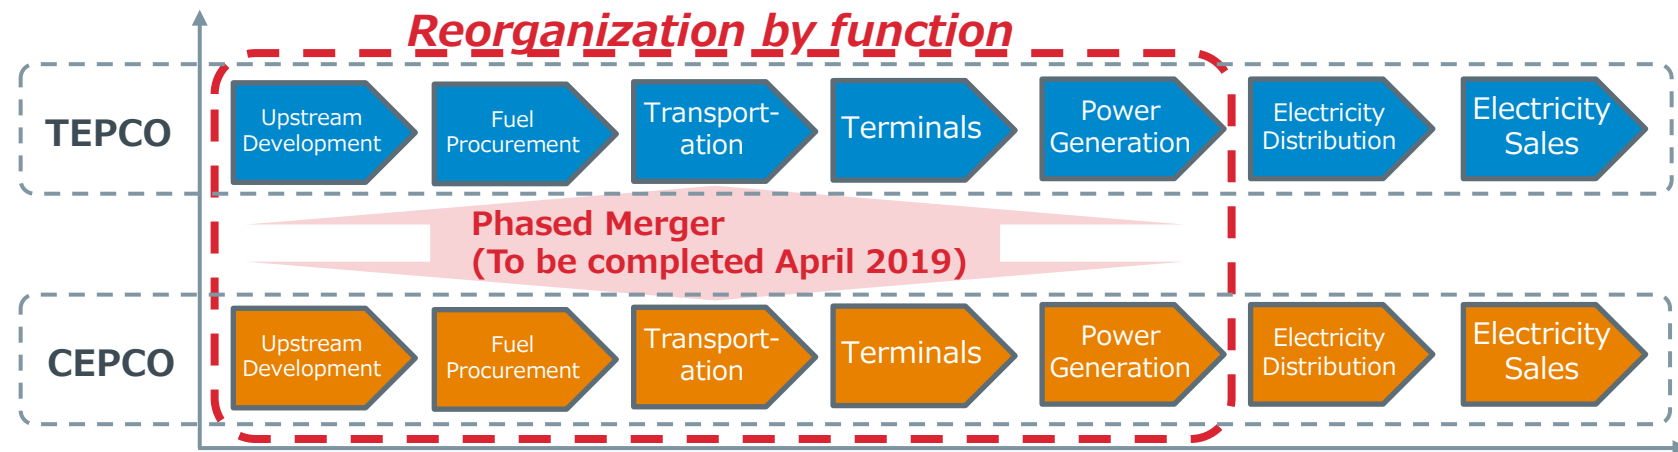 Reorganization by function
TEPCO
Upstream
Development
Fuel
Procurement
Transport-
ation
Terminals
Power
Generation
Electricity
Distribution
Electricity
Sales
Phased Merger
(To be completed April 2019)
CEPCO
Upstream
Development
Fuel
Procurement
Transport-
ation
Terminals
Power
Generation
Electricity
Distribution
Electricity
Sales